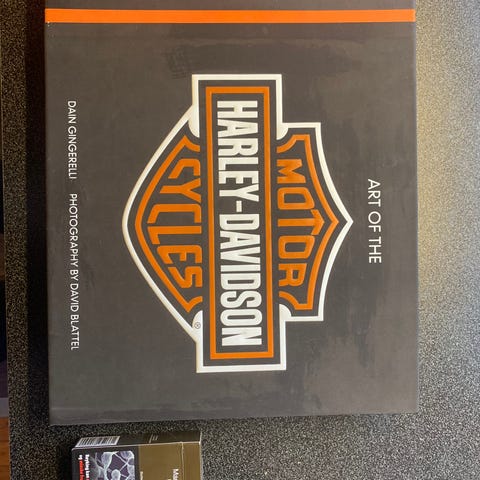 ART OF THE
MOTOR
HARLEY-DAVIDSON
CYCLES
®
DAIN GINGERELLI PHOTOGRAPHY BY DAVID BLATTEL